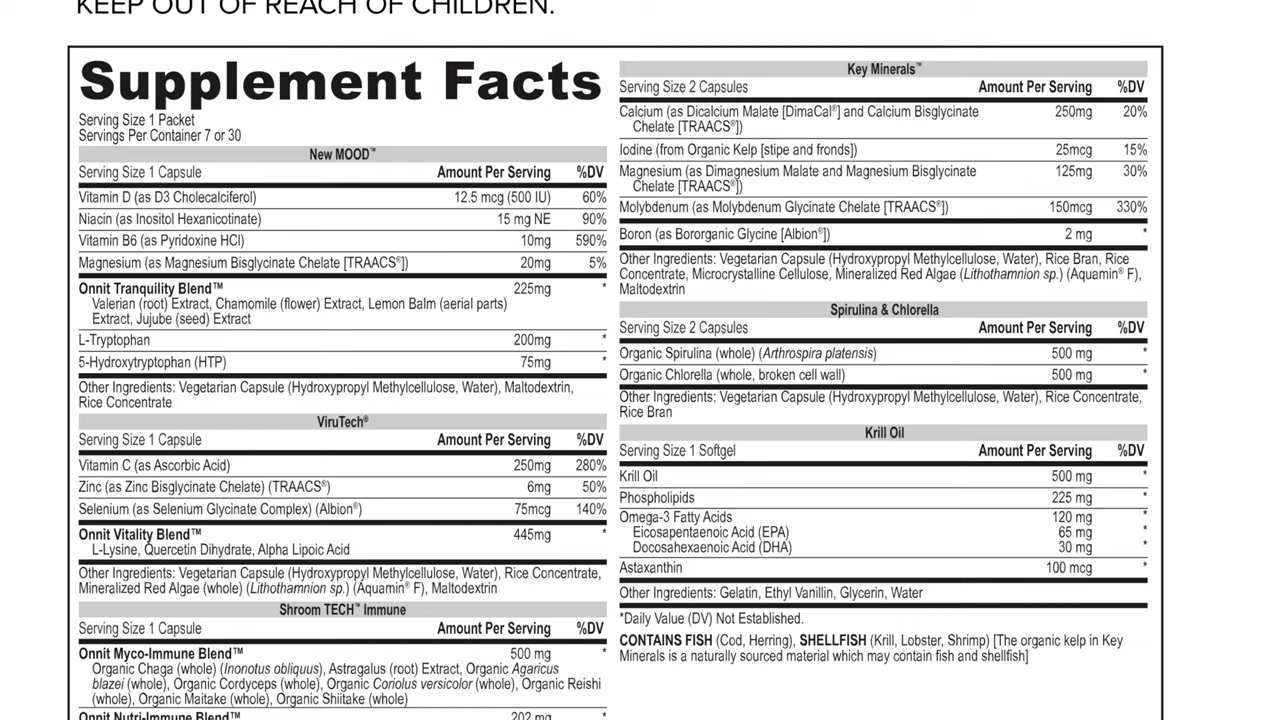 KEEP OUT OF REACH OF CHILDREN.
Supplement Facts
Serving Size 1 Packet
Servings Per Container 7 or 30
New MOOD™
Serving Size 1 Capsule Amount Per Serving %DV
Vitamin D (as D3 Cholecalciferol) 12.5 mcg (500 IU) 60%
Niacin (as Inositol Hexanicotinate) 15 mg NE 90%
Vitamin B6 (as Pyridoxine HCl) 10mg 590%
Magnesium (as Magnesium Bisglycinate Chelate [TRAACS®]) 20mg 5%
Onnit Tranquility Blend™ 225mg *
Valerian (root) Extract, Chamomile (flower) Extract, Lemon Balm (aerial parts)
Extract, Jujube (seed) Extract
L-Tryptophan 200mg *
5-Hydroxytryptophan (HTP) 75mg *
Other Ingredients: Vegetarian Capsule (Hydroxypropyl Methylcellulose, Water), Maltodextrin,
Rice Concentrate
ViruTech®
Serving Size 1 Capsule Amount Per Serving %DV
Vitamin C (as Ascorbic Acid) 250mg 280%
Zinc (as Zinc Bisglycinate Chelate) (TRAACS®) 6mg 50%
Selenium (as Selenium Glycinate Complex) (Albion®) 75mcg 140%
Onnit Vitality Blend™ 445mg *
L-Lysine, Quercetin Dihydrate, Alpha Lipoic Acid
Other Ingredients: Vegetarian Capsule (Hydroxypropyl Methylcellulose, Water), Rice Concentrate,
Mineralized Red Algae (whole) (Lithothamnion sp.) (Aquamin® F), Maltodextrin
Shroom TECH™ Immune
Serving Size 1 Capsule Amount Per Serving %DV
Onnit Myco-Immune Blend™ 500 mg *
Organic Chaga (whole) (Inonotus obliquus), Astragalus (root) Extract, Organic Agaricus
blazei (whole), Organic Cordyceps (whole), Organic Coriolus versicolor (whole), Organic Reishi
(whole), Organic Maitake (whole), Organic Shiitake (whole)
Onnit Nutri-Immune Blend™ 202 mg *
Key Minerals™
Serving Size 2 Capsules Amount Per Serving %DV
Calcium (as Dicalcium Malate [DimaCal®] and Calcium Bisglycinate 250mg 20%
Chelate [TRAACS®])
Iodine (from Organic Kelp [stipe and fronds]) 25mcg 15%
Magnesium (as Dimagnesium Malate and Magnesium Bisglycinate 125mg 30%
Chelate [TRAACS®])
Molybdenum (as Molybdenum Glycinate Chelate [TRAACS®]) 150mcg 330%
Boron (as Bororganic Glycine [Albion®]) 2 mg *
Other Ingredients: Vegetarian Capsule (Hydroxypropyl Methylcellulose, Water), Rice Bran, Rice
Concentrate, Microcrystalline Cellulose, Mineralized Red Algae (Lithothamnion sp.) (Aquamin® F),
Maltodextrin
Spirulina & Chlorella
Serving Size 2 Capsules Amount Per Serving %DV
Organic Spirulina (whole) (Arthrospira platensis) 500 mg *
Organic Chlorella (whole, broken cell wall) 500 mg *
Other Ingredients: Vegetarian Capsule (Hydroxypropyl Methylcellulose, Water), Rice Concentrate,
Rice Bran
Krill Oil
Serving Size 1 Softgel Amount Per Serving %DV
Krill Oil 500 mg *
Phospholipids 225 mg *
Omega-3 Fatty Acids 120 mg *
Eicosapentaenoic Acid (EPA) 65 mg *
Docosahexaenoic Acid (DHA) 30 mg *
Astaxanthin 100 mcg *
Other Ingredients: Gelatin, Ethyl Vanillin, Glycerin, Water
*Daily Value (DV) Not Established.
CONTAINS FISH (Cod, Herring), SHELLFISH (Krill, Lobster, Shrimp) [The organic kelp in Key
Minerals is a naturally sourced material which may contain fish and shellfish]